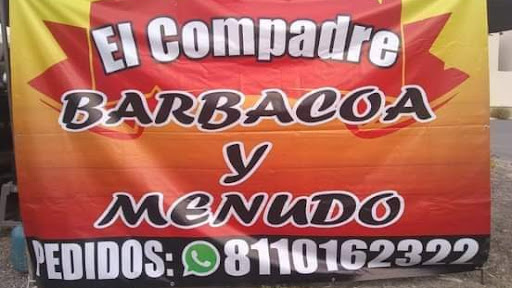 El Compadre
BARBACOA
y
MENUDO
PEDIDOS: 8110162322